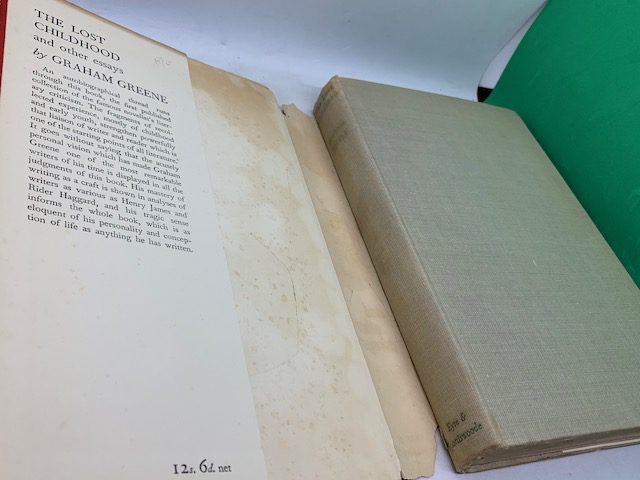 THE LOST
CHILDHOOD
and other essays
by GRAHAM GREENE
An autobiographical thread runs
through this book, the first published
collection of the famous novelist's liter-
ary criticism. The fragments of recol-
lected experience, mostly of childhood
and early youth, strengthen powerfully
that liaison of writer and reader which is
one of the starting points of all literature.
It goes without saying that the acutely
personal vision which has made Graham
Greene one of the most remarkable
writers of his time is displayed in all the
judgments of this book. His mastery of
writing as a craft is shown in analyses of
writers as various as Henry James and
Rider Haggard, and his tragic sense
informs the whole book, which is as
eloquent of his personality and concep-
tion of life as anything he has written.
12s. 6d. net
Eyre &
Spottiswoode